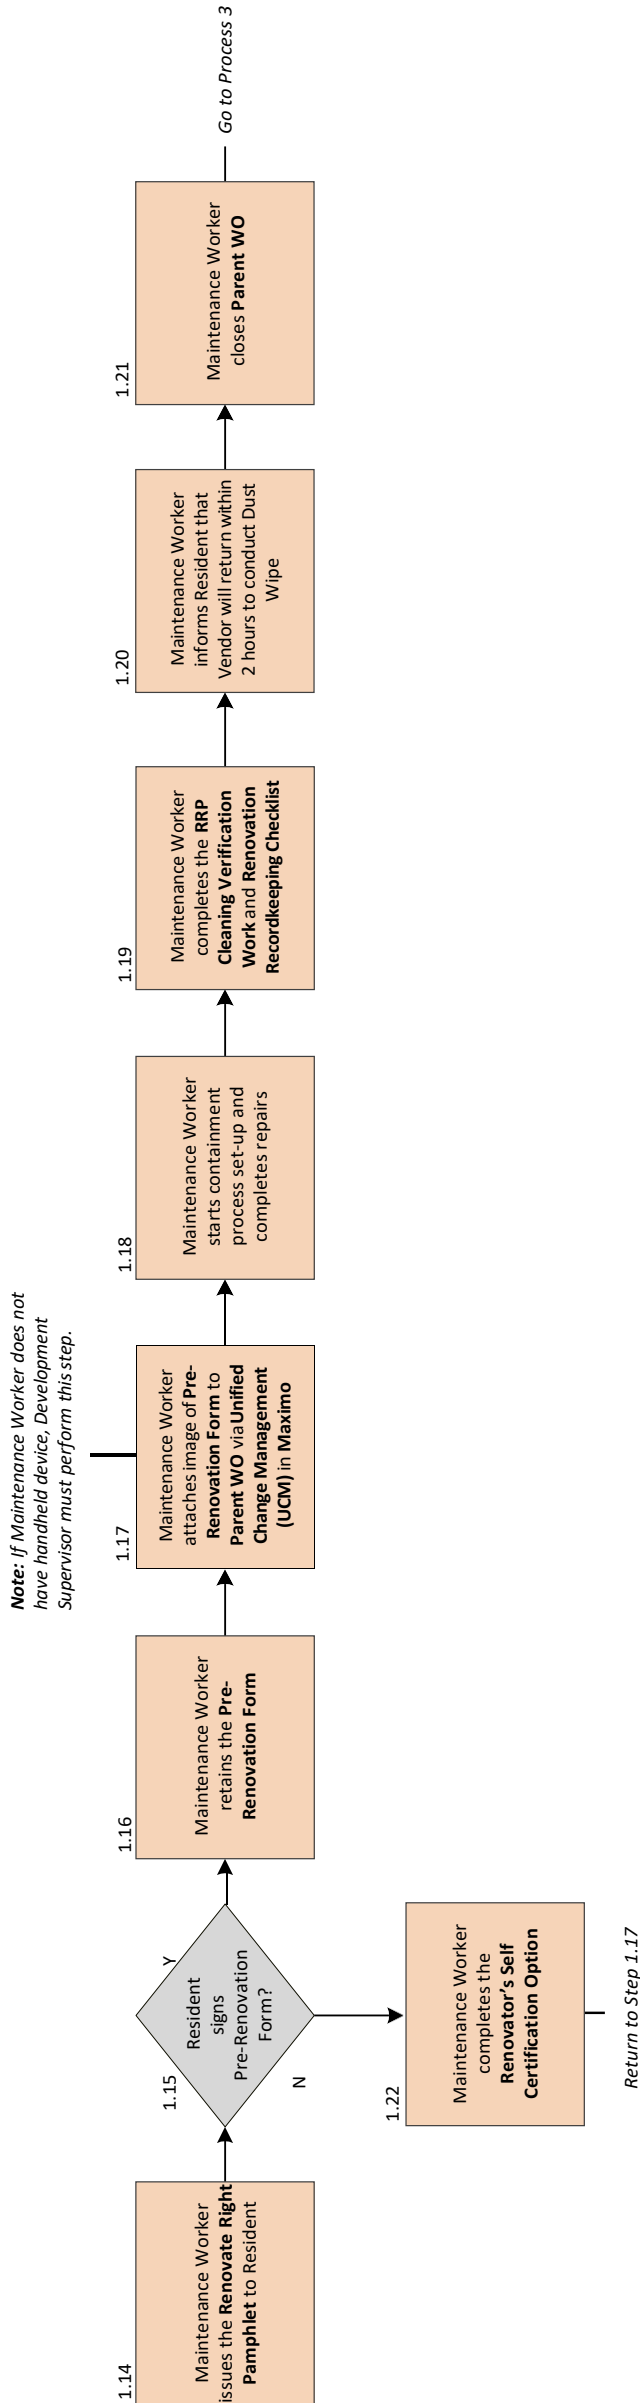 1.14
Maintenance Worker
issues the Renovate Right
Pamphlet to Resident
1.15
Resident
signs
Pre-Renovation
Form?
Y
N
1.16
Maintenance Worker
retains the Pre-
Renovation Form
Note: If Maintenance Worker does not
have handheld device, Development
Supervisor must perform this step.
1.17
Maintenance Worker
attaches image of Pre-
Renovation Form to
Parent WO via Unified
Change Management
(UCM) in Maximo
1.18
Maintenance Worker
starts containment
process set-up and
completes repairs
1.19
Maintenance Worker
completes the RRP
Cleaning Verification
Work and Renovation
Recordkeeping Checklist
1.20
Maintenance Worker
informs Resident that
Vendor will return within
2 hours to conduct Dust
Wipe
1.21
Maintenance Worker
closes Parent WO
Go to Process 3
1.22
Maintenance Worker
completes the
Renovator's Self
Certification Option
Return to Step 1.17